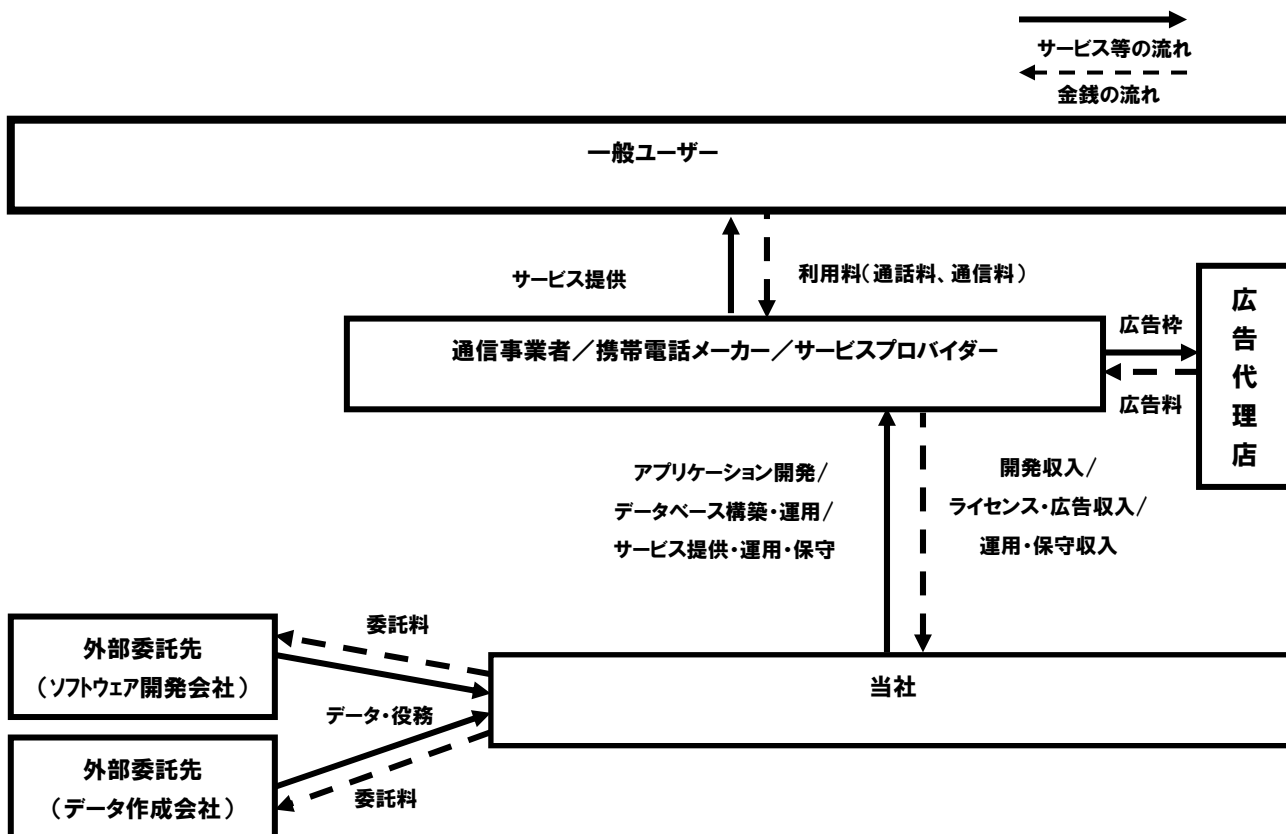 サービス等の流れ
金銭の流れ
一般ユーザー
サービス提供
利用料(通話料、通信料)
通信事業者/携帯電話メーカー/サービスプロバイダー
広告枠
広告料
広告代理店
アプリケーション開発/
データベース構築・運用/
サービス提供・運用・保守
開発収入/
ライセンス・広告収入/
運用・保守収入
外部委託先
(ソフトウェア開発会社)
委託料
データ・役務
当社
外部委託先
(データ作成会社)
委託料